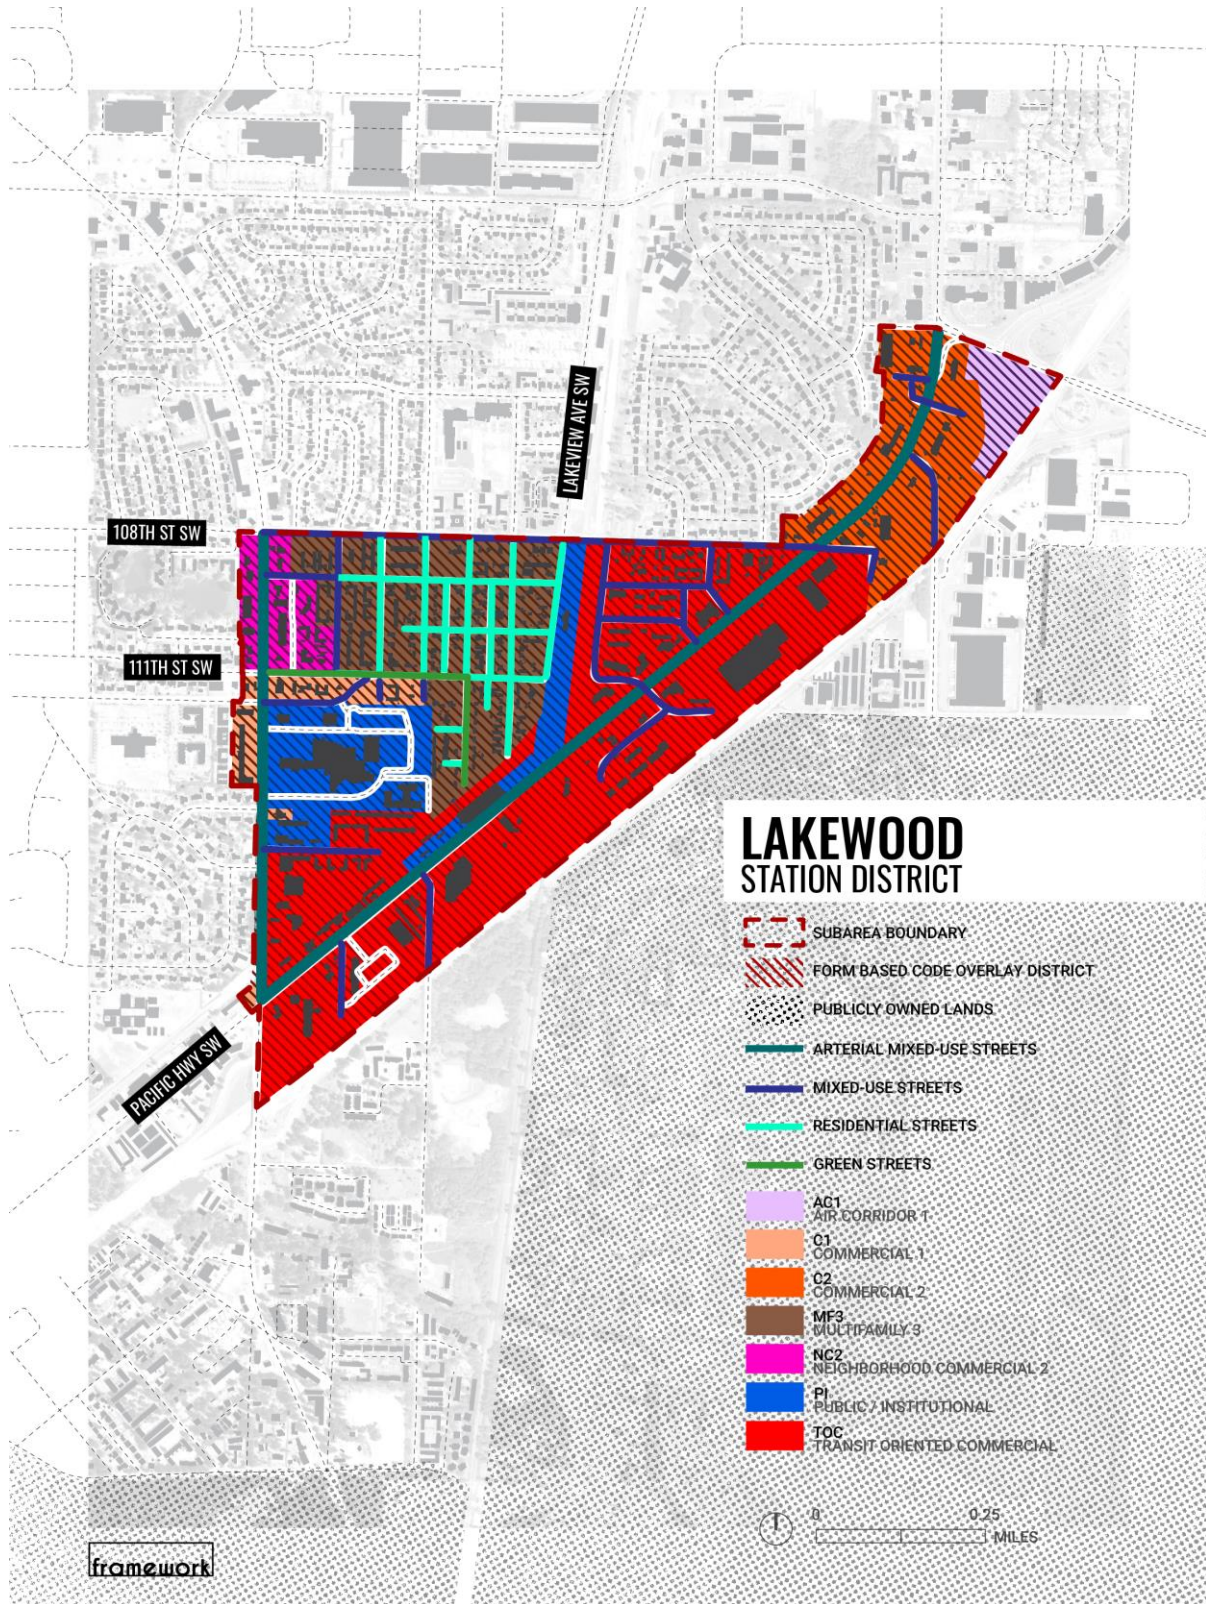 LAKEVIEW AVE SW
108TH ST SW
111TH ST SW
PACIFIC HWY SW
LAKEWOOD
STATION DISTRICT
SUBAREA BOUNDARY
FORM BASED CODE OVERLAY DISTRICT
PUBLICLY OWNED LANDS
ARTERIAL MIXED-USE STREETS
MIXED-USE STREETS
RESIDENTIAL STREETS
GREEN STREETS
AC1
AIR CORRIDOR 1
C1
COMMERCIAL 1
C2
COMMERCIAL 2
MF3
MULTIFAMILY 3
NC2
NEIGHBORHOOD COMMERCIAL 2
PI
PUBLIC / INSTITUTIONAL
TOC
TRANSIT ORIENTED COMMERCIAL
0 0.25
MILES
framework